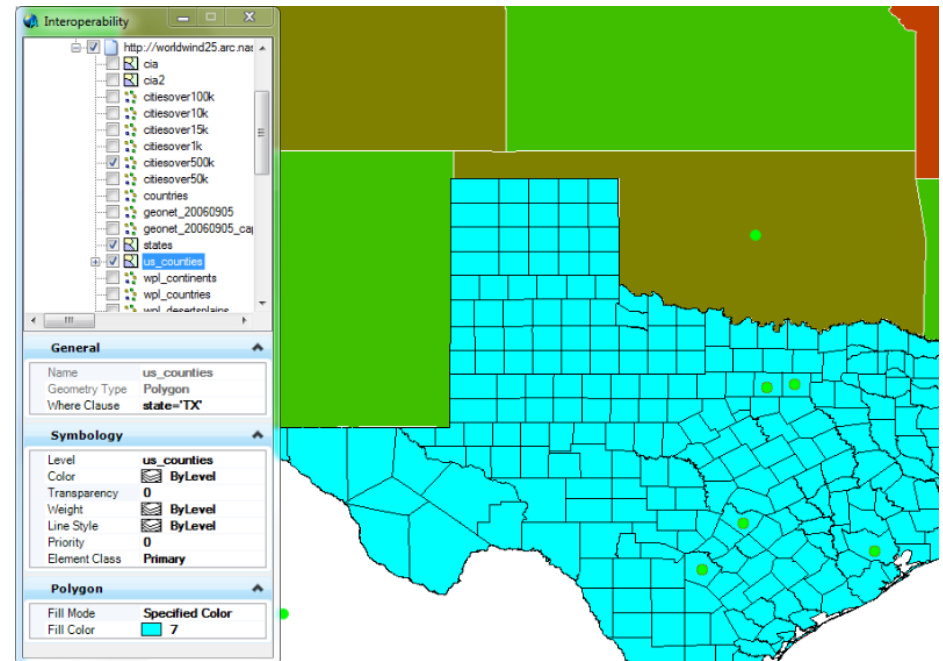 Interoperability
http://worldwind25.arc.nas
cia
cia2
citiesover100k
citiesover10k
citiesover15k
citiesover1k
citiesover500k
citiesover50k
countries
geonet_20060905
geonet_20060905_cap
states
us_counties
wpl_continents
wpl_countries
wpl_desertsplains
General
Name us_counties
Geometry Type Polygon
Where Clause state='TX'
Symbology
Level us_counties
Color ByLevel
Transparency 0
Weight ByLevel
Line Style ByLevel
Priority 0
Element Class Primary
Polygon
Fill Mode Specified Color
Fill Color 7